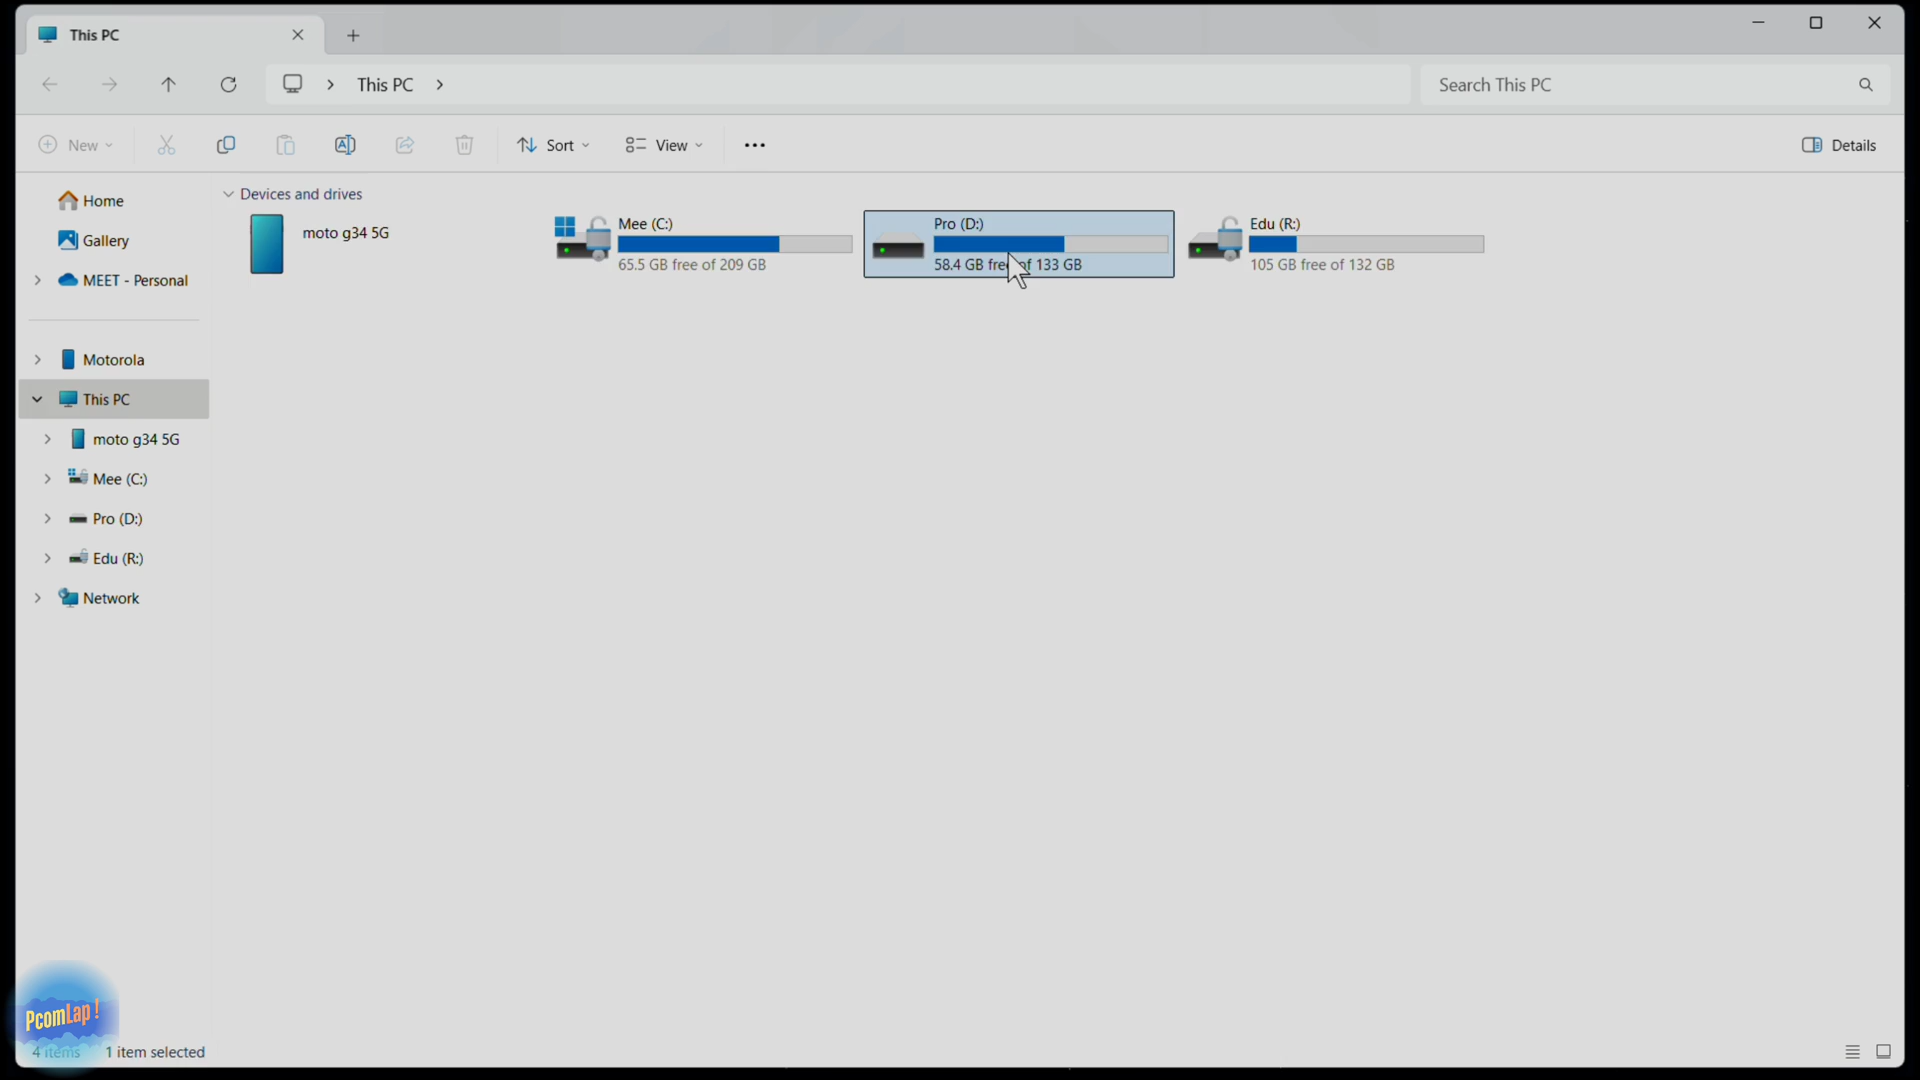 This PC
This PC
Search This PC
New
Sort
View
Details
Home
Gallery
MEET - Personal
Motorola
This PC
moto g34 5G
Mee (C:)
Pro (D:)
Edu (R:)
Network
Devices and drives
moto g34 5G
Mee (C:)
65.5 GB free of 209 GB
Pro (D:)
58.4 GB free of 133 GB
Edu (R:)
105 GB free of 132 GB
PcomLap !
4 items 1 item selected